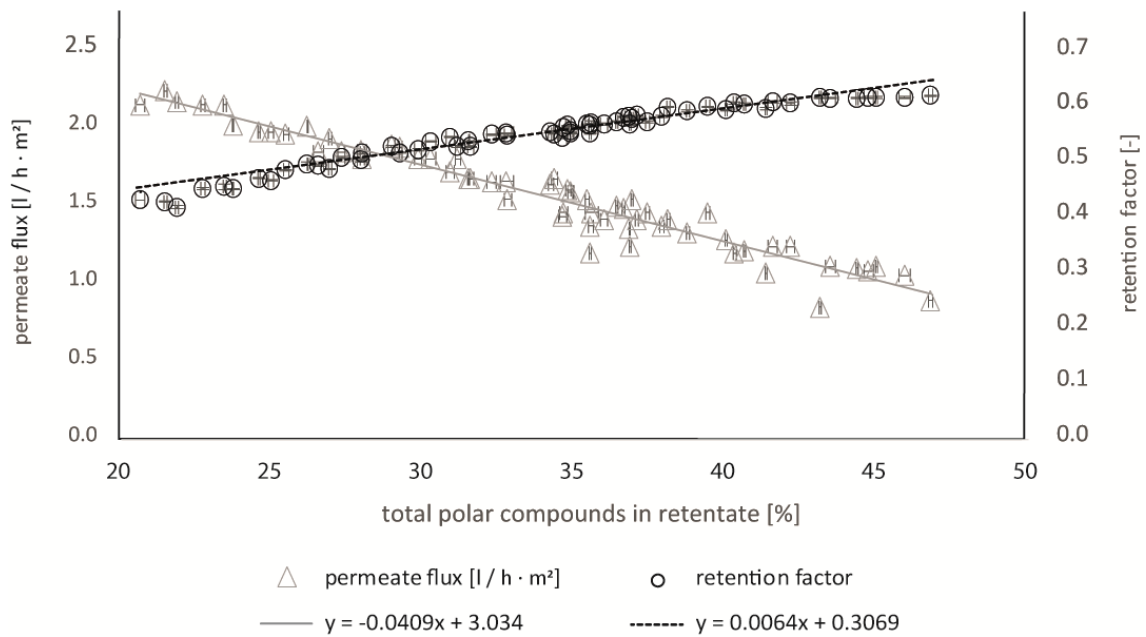 2.5
2.0
1.5
1.0
0.5
0.0
permeate flux [l / h · m²]
0.7
0.6
0.5
0.4
0.3
0.2
0.1
0.0
retention factor [-]
20 25 30 35 40 45 50
total polar compounds in retentate [%]
permeate flux [l / h · m²] retention factor
y = -0.0409x + 3.034 y = 0.0064x + 0.3069